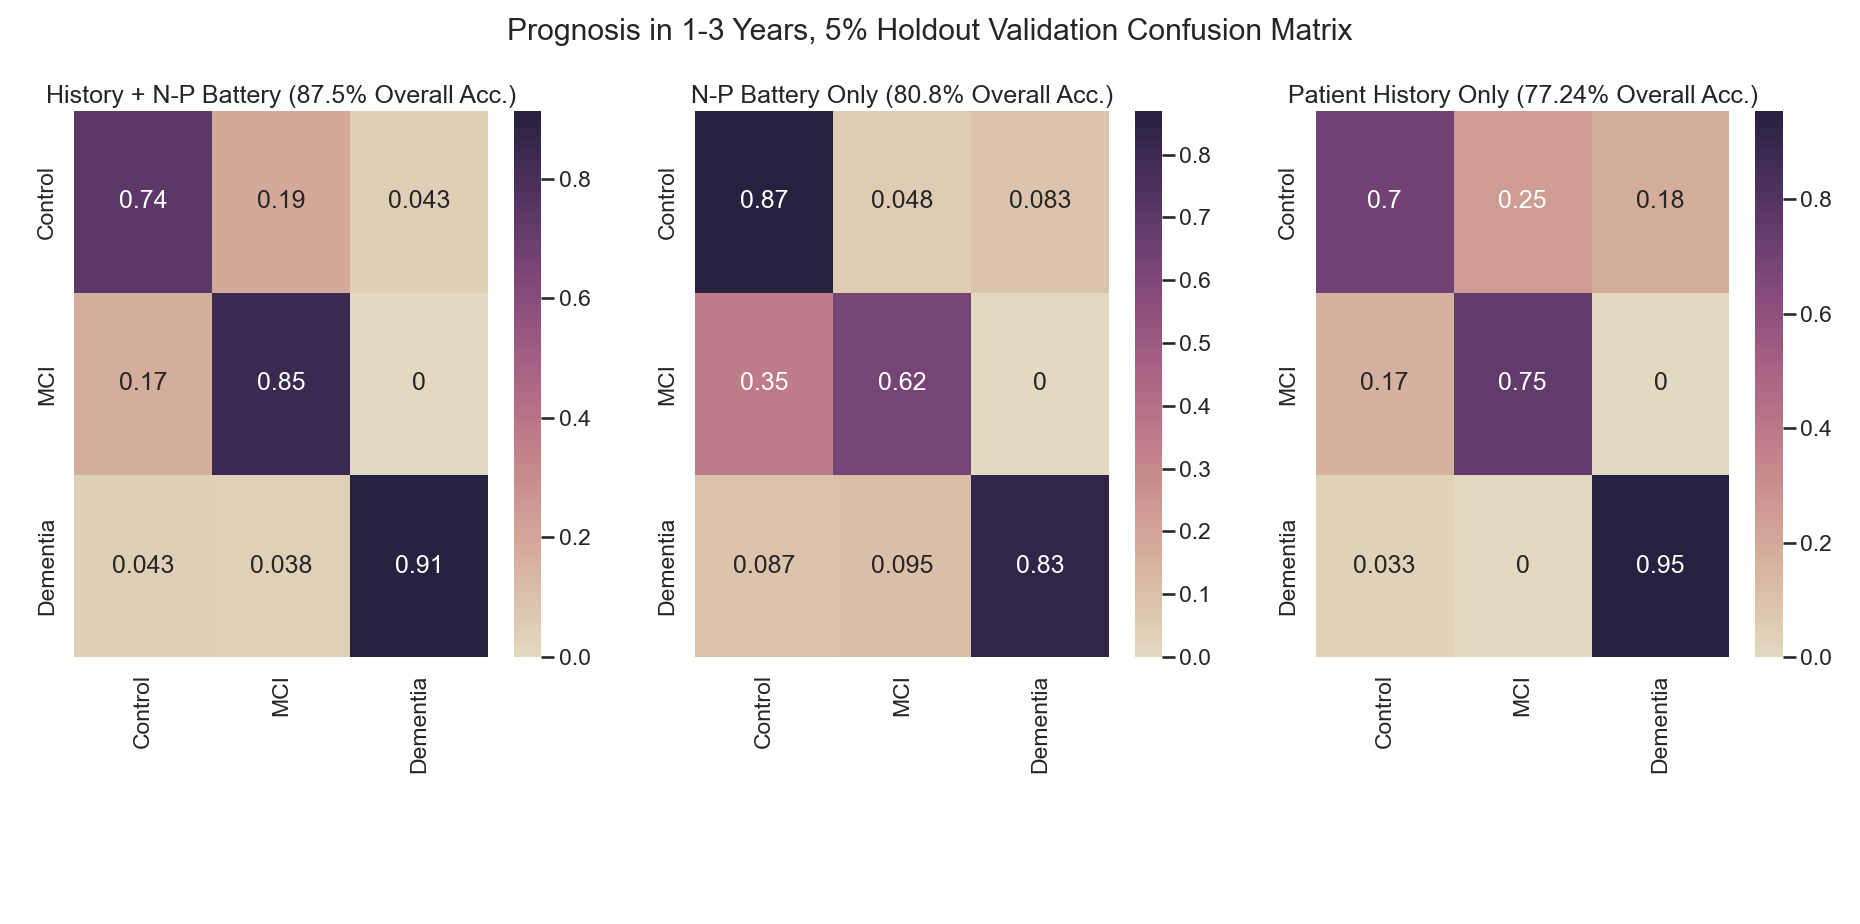 Prognosis in 1-3 Years, 5% Holdout Validation Confusion Matrix
History + N-P Battery (87.5% Overall Acc.)
Control
MCI
Dementia
0.74 0.19 0.043
0.17 0.85 0
0.043 0.038 0.91
Control
MCI
Dementia
0.8
0.6
0.4
0.2
0.0
N-P Battery Only (80.8% Overall Acc.)
Control
MCI
Dementia
0.87 0.048 0.083
0.35 0.62 0
0.087 0.095 0.83
Control
MCI
Dementia
0.8
0.7
0.6
0.5
0.4
0.3
0.2
0.1
0.0
Patient History Only (77.24% Overall Acc.)
Control
MCI
Dementia
0.7 0.25 0.18
0.17 0.75 0
0.033 0 0.95
Control
MCI
Dementia
0.8
0.6
0.4
0.2
0.0